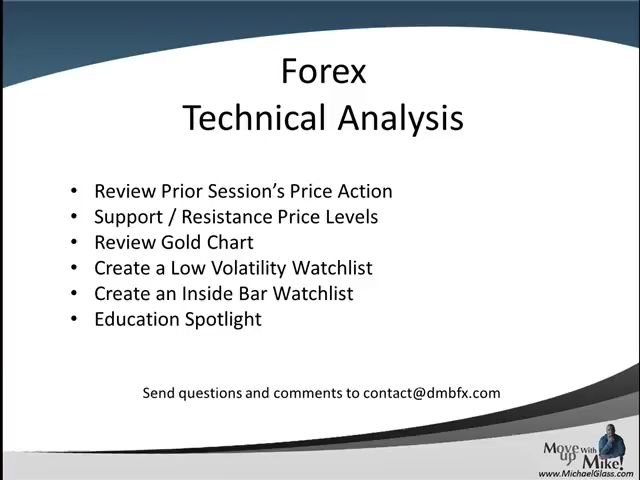 Forex
Technical Analysis
• Review Prior Session's Price Action
• Support / Resistance Price Levels
• Review Gold Chart
• Create a Low Volatility Watchlist
• Create an Inside Bar Watchlist
• Education Spotlight
Send questions and comments to contact@dmbfx.com
Move up With Mike!
www.MichaelGlass.com